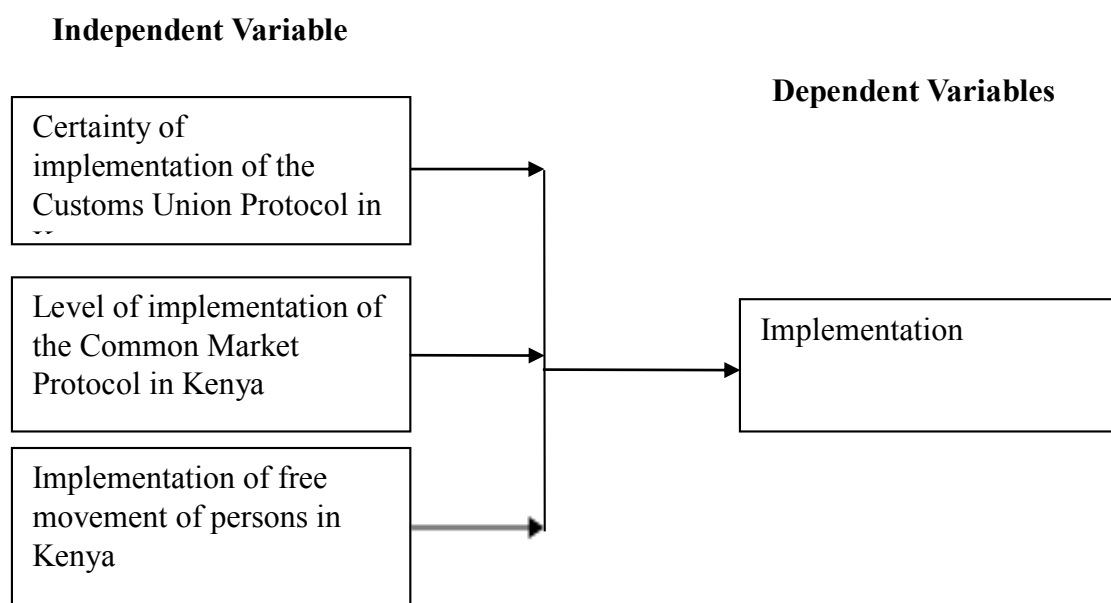 Independent Variable
Dependent Variables
Certainty of
implementation of the
Customs Union Protocol in
Level of implementation of
the Common Market
Protocol in Kenya
Implementation
Implementation of free
movement of persons in
Kenya